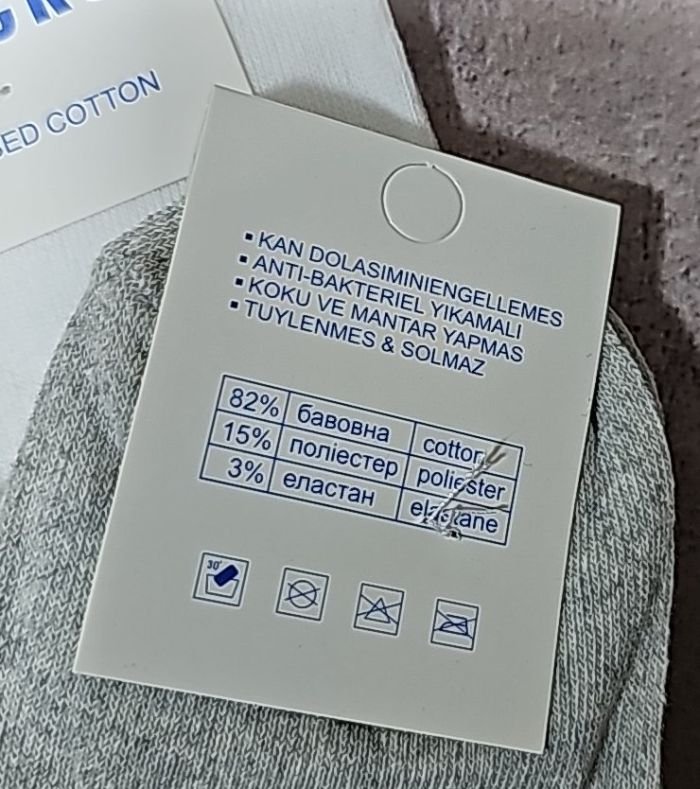 COTTON
▪ KAN DOLASIMINIENGELLEMES
▪ ANTI-BAKTERIEL YIKAMALI
▪ KOKU VE MANTAR YAPMAS
▪ TUYLENMES & SOLMAZ
82% бавовна cotton
15% поліестер poliester
3% еластан elastane
30°